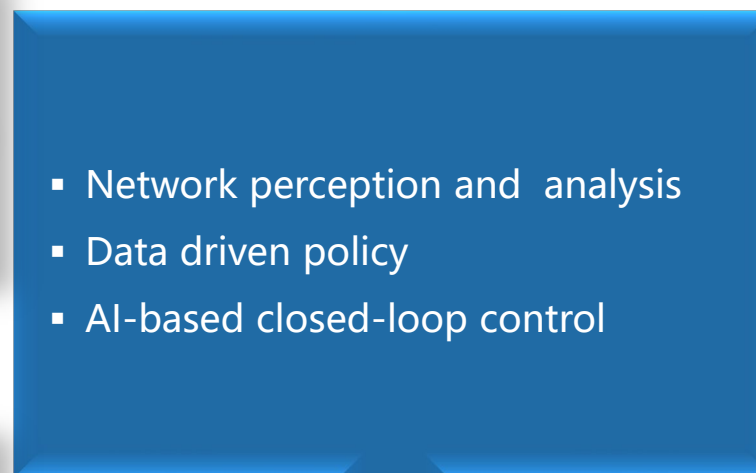 ▪ Network perception and  analysis
▪ Data driven policy
▪ AI-based closed-loop control